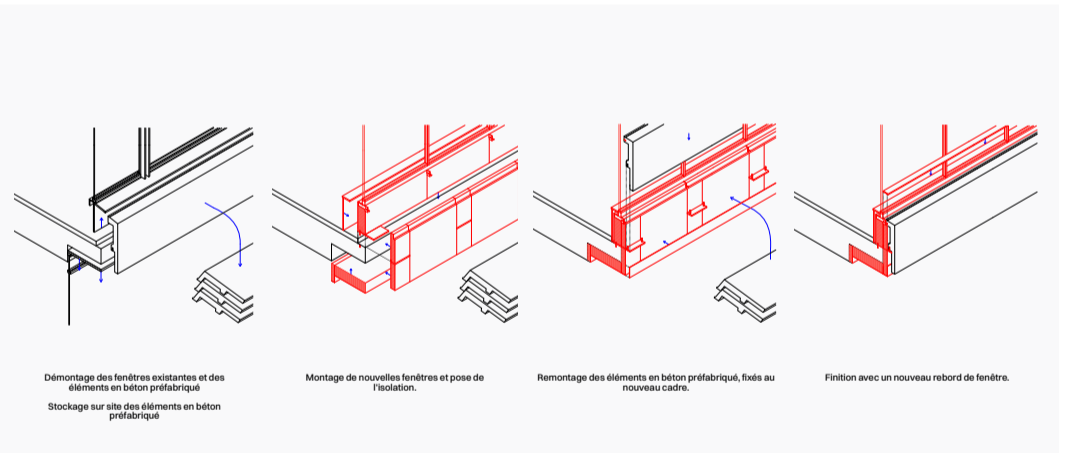 Démontage des fenêtres existantes et des
éléments en béton préfabriqué
Stockage sur site des éléments en béton
préfabriqué
Montage de nouvelles fenêtres et pose de
l'isolation.
Remontage des éléments en béton préfabriqué, fixés au
nouveau cadre.
Finition avec un nouveau rebord de fenêtre.